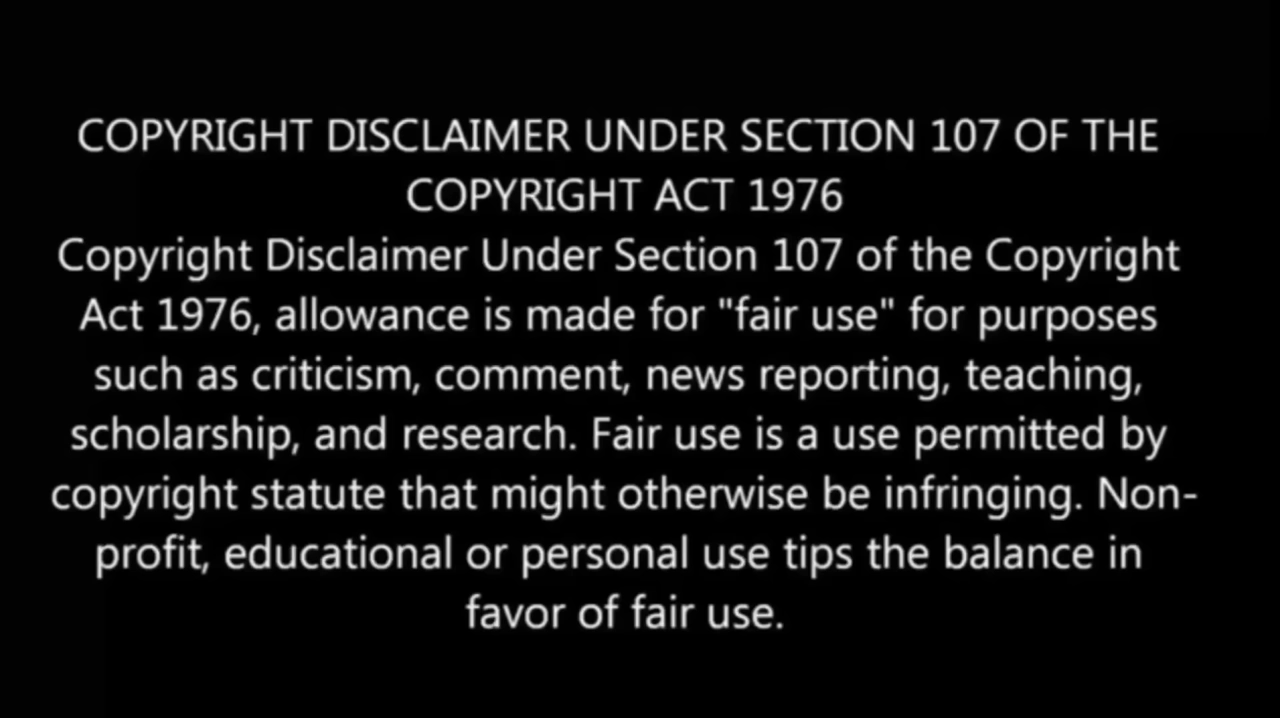 COPYRIGHT DISCLAIMER UNDER SECTION 107 OF THE
COPYRIGHT ACT 1976
Copyright Disclaimer Under Section 107 of the Copyright
Act 1976, allowance is made for "fair use" for purposes
such as criticism, comment, news reporting, teaching,
scholarship, and research. Fair use is a use permitted by
copyright statute that might otherwise be infringing. Non-
profit, educational or personal use tips the balance in
favor of fair use.